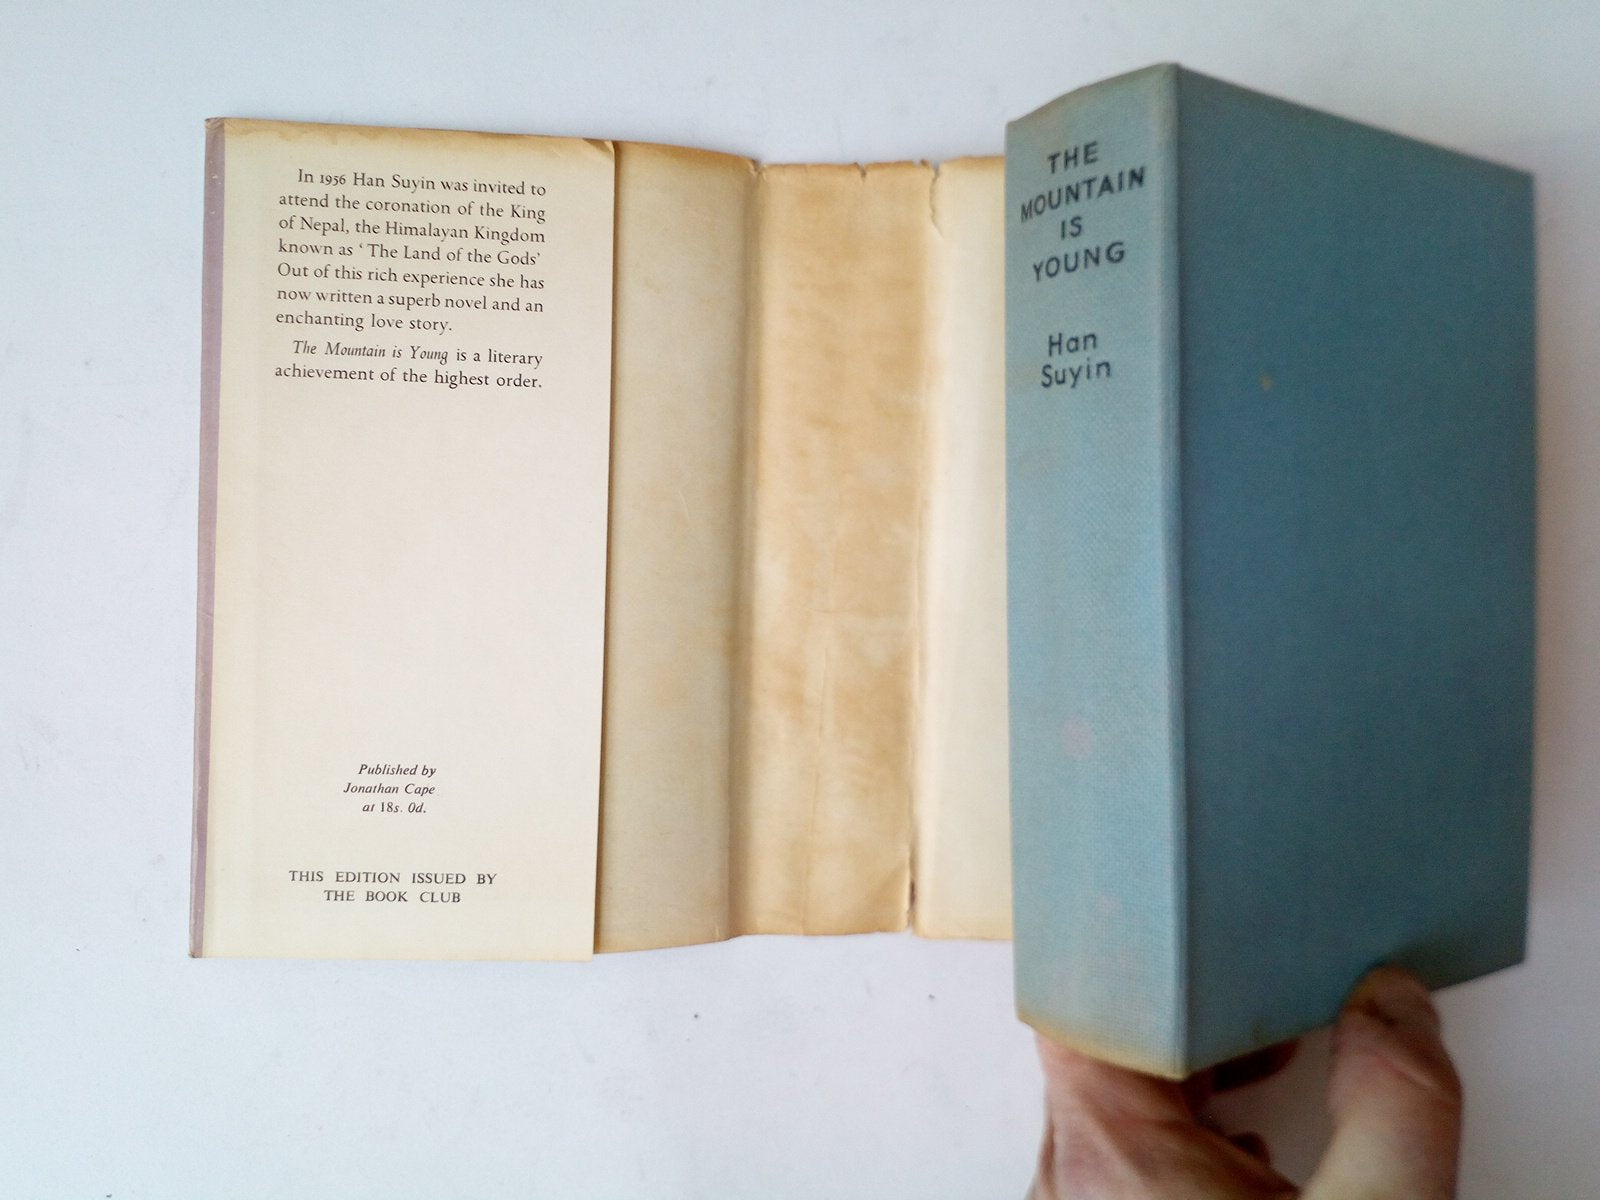 In 1956 Han Suyin was invited to
attend the coronation of the King
of Nepal, the Himalayan Kingdom
known as ‘The Land of the Gods’
Out of this rich experience she has
now written a superb novel and an
enchanting love story.
The Mountain is Young is a literary
achievement of the highest order.
Published by
Jonathan Cape
at 18s. 0d.
THIS EDITION ISSUED BY
THE BOOK CLUB
THE
MOUNTAIN
IS
YOUNG
Han
Suyin